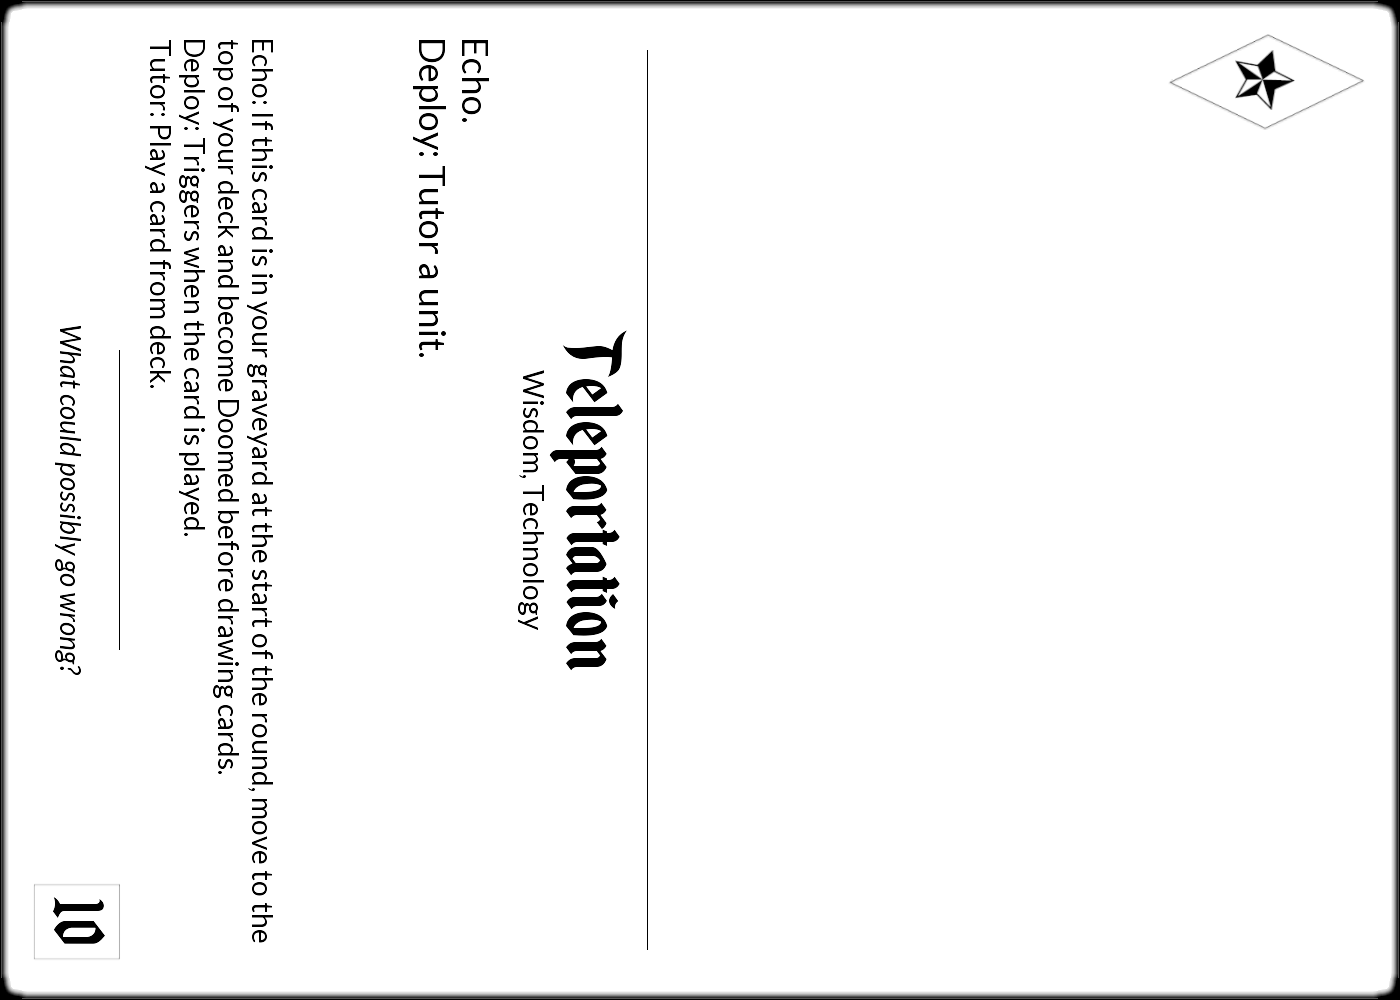 Teleportation
Wisdom, Technology
Echo.
Deploy: Tutor a unit.
Echo: If this card is in your graveyard at the start of the round, move to the
top of your deck and become Doomed before drawing cards.
Deploy: Triggers when the card is played.
Tutor: Play a card from deck.
What could possibly go wrong?
10